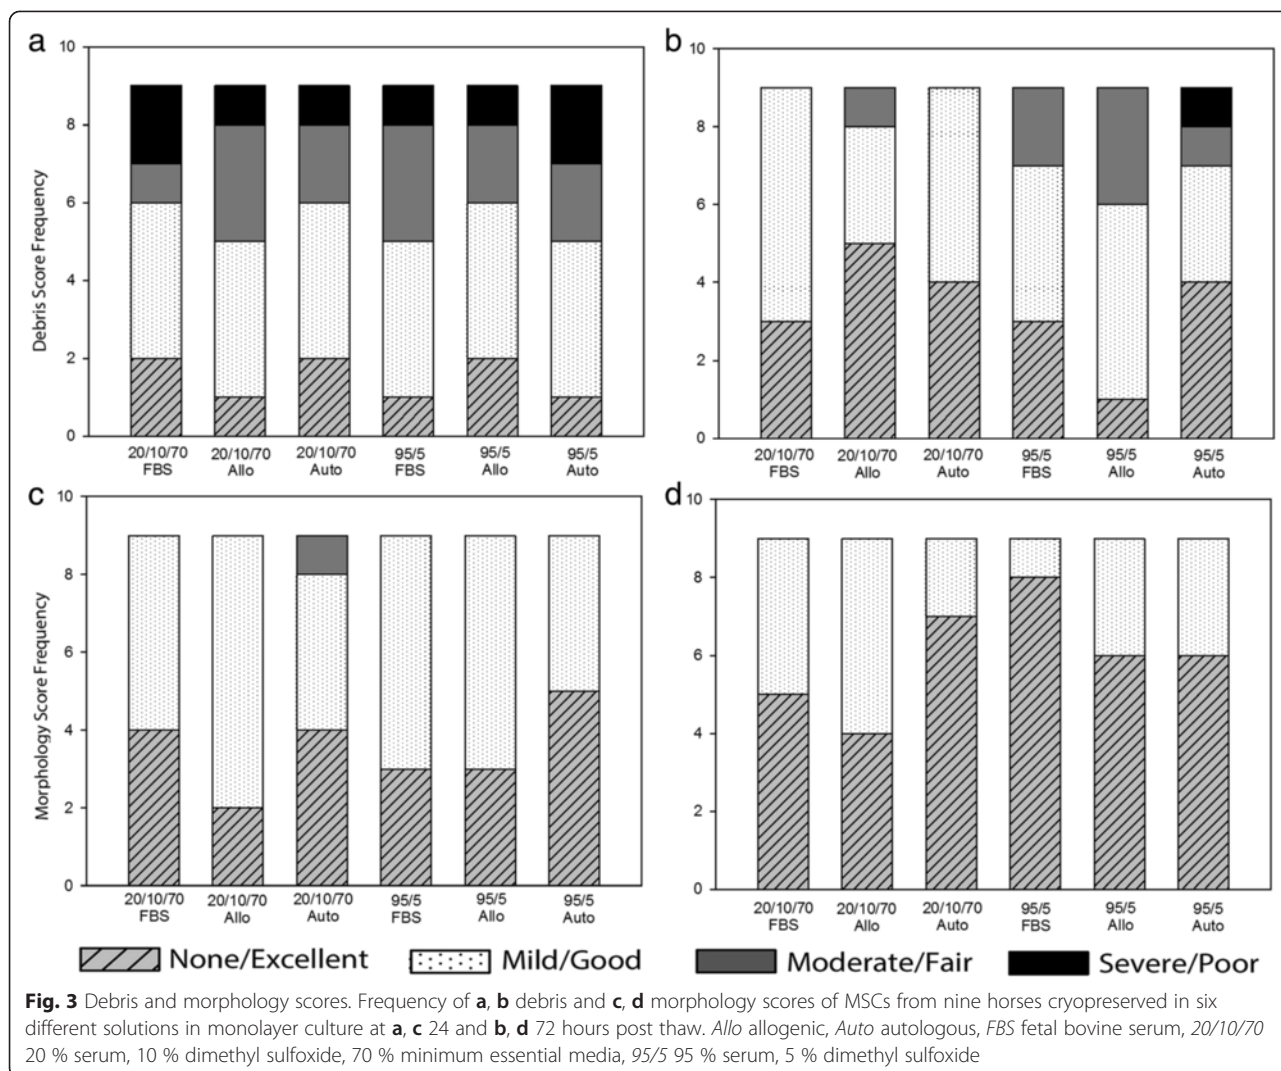 a
10
8
6
4
2
0
Debris Score Frequency
20/10/70 FBS
20/10/70 Allo
20/10/70 Auto
95/5 FBS
95/5 Allo
95/5 Auto
b
10
8
6
4
2
0
20/10/70 FBS
20/10/70 Allo
20/10/70 Auto
95/5 FBS
95/5 Allo
95/5 Auto
c
10
8
6
4
2
0
Morphology Score Frequency
20/10/70 FBS
20/10/70 Allo
20/10/70 Auto
95/5 FBS
95/5 Allo
95/5 Auto
d
10
8
6
4
2
0
20/10/70 FBS
20/10/70 Allo
20/10/70 Auto
95/5 FBS
95/5 Allo
95/5 Auto
None/Excellent Mild/Good Moderate/Fair Severe/Poor
Fig. 3 Debris and morphology scores. Frequency of a, b debris and c, d morphology scores of MSCs from nine horses cryopreserved in six
different solutions in monolayer culture at a, c 24 and b, d 72 hours post thaw. Allo allogenic, Auto autologous, FBS fetal bovine serum, 20/10/70
20 % serum, 10 % dimethyl sulfoxide, 70 % minimum essential media, 95/5 95 % serum, 5 % dimethyl sulfoxide